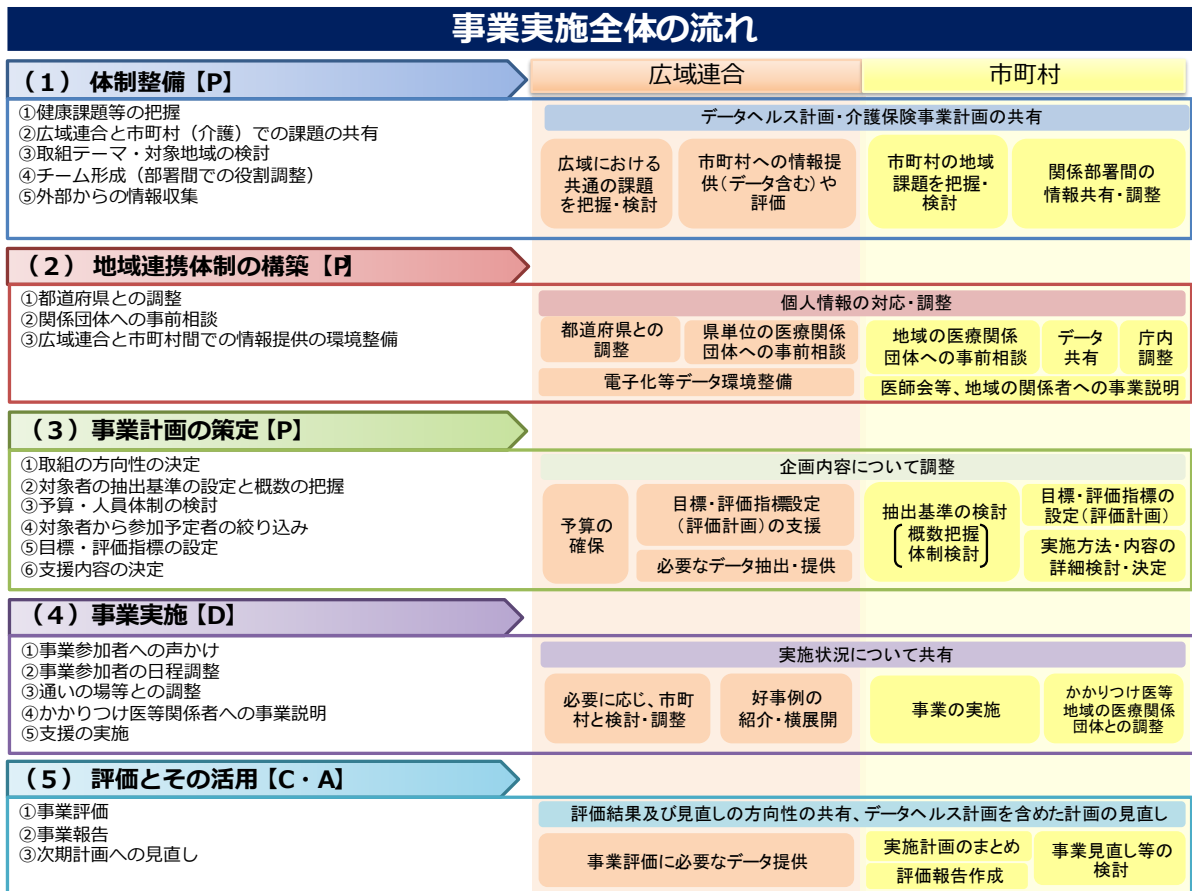 事業実施全体の流れ
（１） 体制整備【P】
広域連合
市町村
①健康課題等の把握
②広域連合と市町村（介護）での課題の共有
③取組テーマ・対象地域の検討
④チーム形成（部署間での役割調整）
⑤外部からの情報収集
データヘルス計画・介護保険事業計画の共有
広域における
共通の課題
を把握・検討
市町村への情報提
供（データ含む）や
評価
市町村の地域
課題を把握・
検討
関係部署間の
情報共有・調整
（２） 地域連携体制の構築【P】
①都道府県との調整
②関係団体への事前相談
③広域連合と市町村間での情報提供の環境整備
個人情報の対応・調整
都道府県との
調整
県単位の医療関係
団体への事前相談
地域の医療関係
団体への事前相談
データ
共有
庁内
調整
電子化等データ環境整備
医師会等、地域の関係者への事業説明
（３）事業計画の策定【P】
①取組の方向性の決定
②対象者の抽出基準の設定と概数の把握
③予算・人員体制の検討
④対象者から参加予定者の絞り込み
⑤目標・評価指標の設定
⑥支援内容の決定
企画内容について調整
予算の
確保
目標・評価指標設定
（評価計画）の支援
必要なデータ抽出・提供
抽出基準の検討
概数把握
体制検討
目標・評価指標の
設定（評価計画）
実施方法・内容の
詳細検討・決定
（４）事業実施【D】
①事業参加者への声かけ
②事業参加者の日程調整
③通いの場等との調整
④かかりつけ医等関係者への事業説明
⑤支援の実施
実施状況について共有
必要に応じ、市町
村と検討・調整
好事例の
紹介・横展開
事業の実施
かかりつけ医等
地域の医療関係
団体との調整
（５） 評価とその活用【C・A】
①事業評価
②事業報告
③次期計画への見直し
評価結果及び見直しの方向性の共有、データヘルス計画を含めた計画の見直し
事業評価に必要なデータ提供
実施計画のまとめ
評価報告作成
事業見直し等の
検討